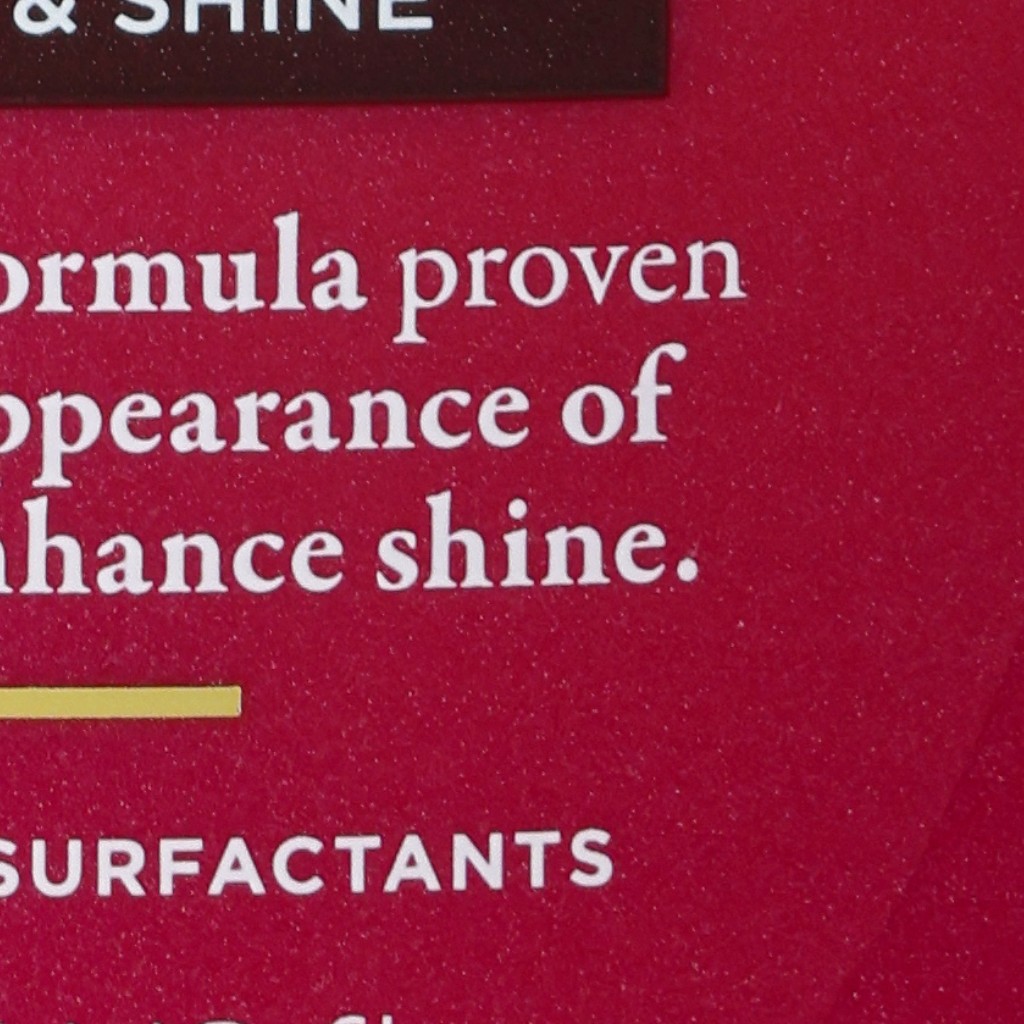 & SHINE
ormula proven
ppearance of
nhance shine.
SURFACTANTS